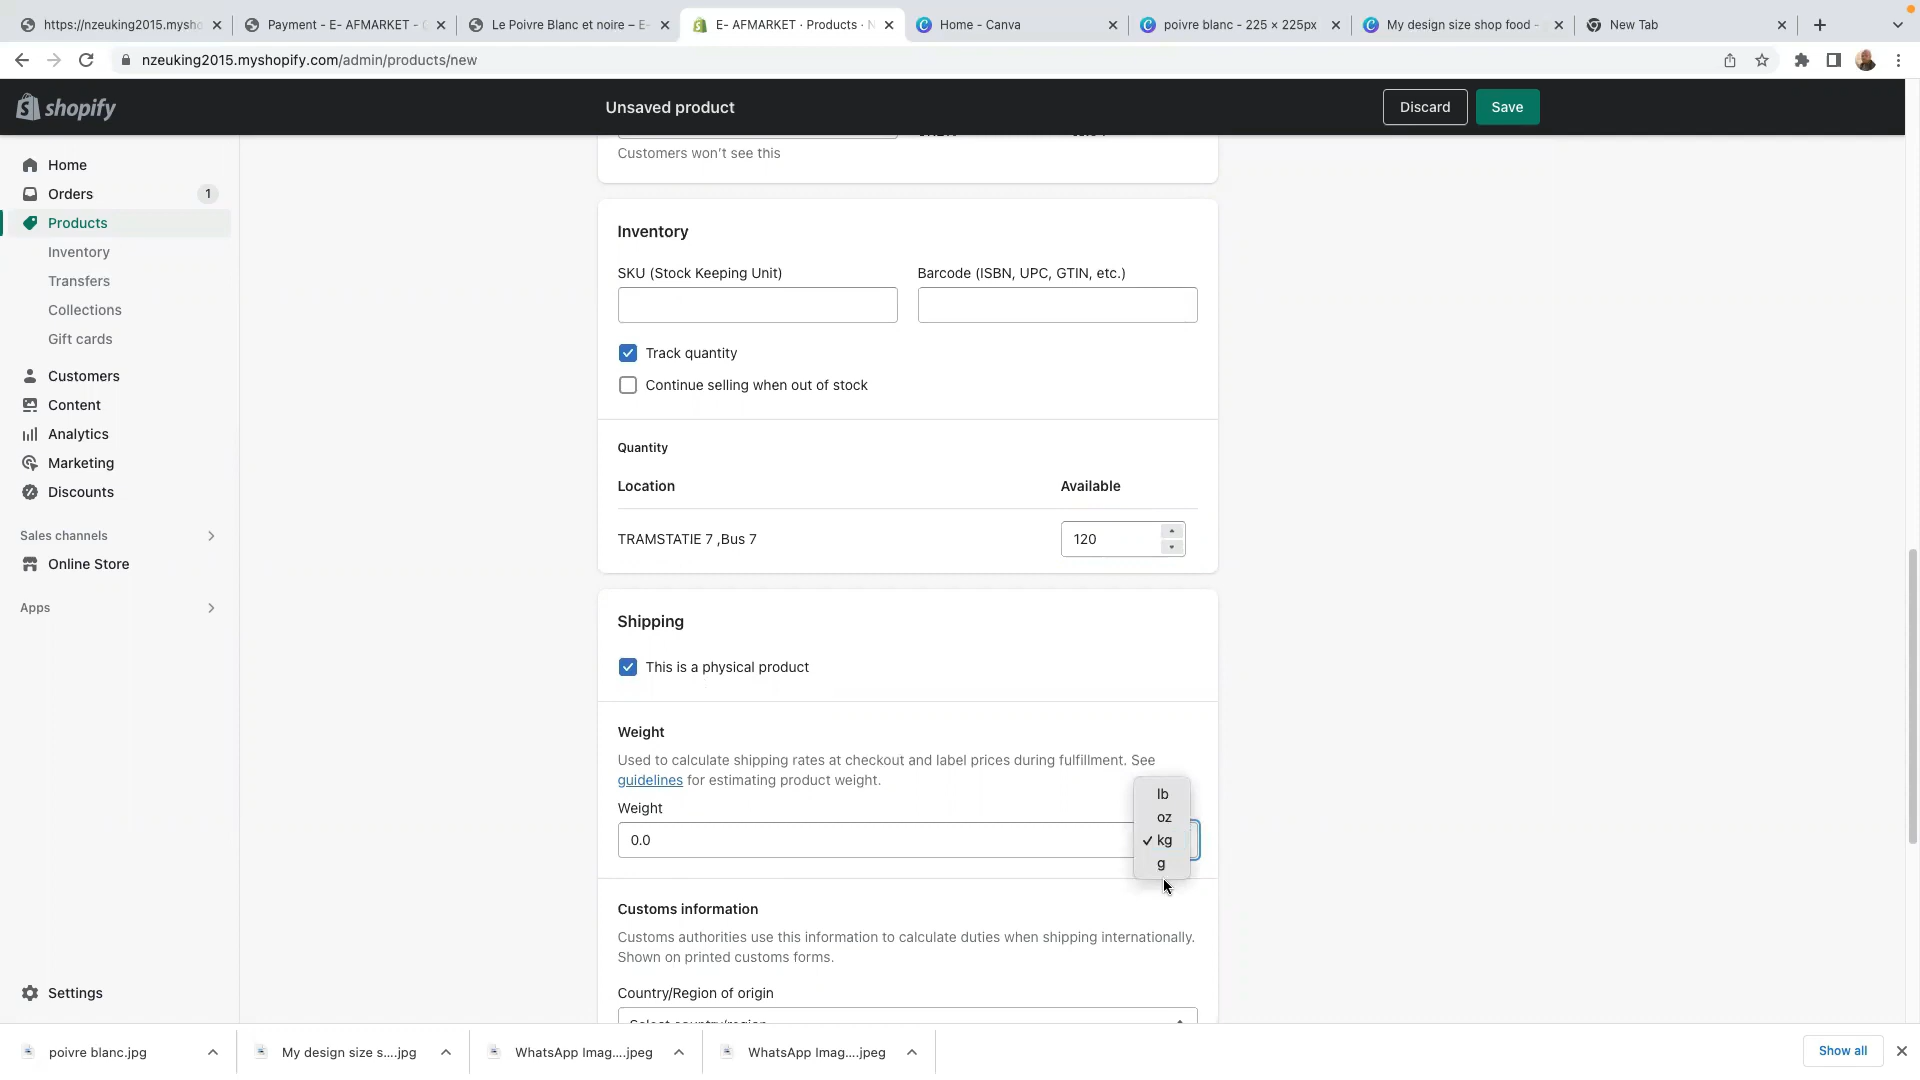 https://nzeuking2015.mysho
Payment - E- AFMARKET - 
Le Poivre Blanc et noire – E-
E- AFMARKET · Products · N
Home - Canva
poivre blanc - 225 × 225px
My design size shop food -
New Tab
nzeuking2015.myshopify.com/admin/products/new
shopify
Unsaved product
Discard
Save
Home
Orders
1
Products
Inventory
Transfers
Collections
Gift cards
Customers
Content
Analytics
Marketing
Discounts
Sales channels
Online Store
Apps
Settings
Customers won't see this
Inventory
SKU (Stock Keeping Unit)
Barcode (ISBN, UPC, GTIN, etc.)
Track quantity
Continue selling when out of stock
Quantity
Location
Available
TRAMSTATIE 7 ,Bus 7
120
Shipping
This is a physical product
Weight
Used to calculate shipping rates at checkout and label prices during fulfillment. See
guidelines for estimating product weight.
Weight
0.0
lb
oz
kg
g
Customs information
Customs authorities use this information to calculate duties when shipping internationally.
Shown on printed customs forms.
Country/Region of origin
Select country/region
poivre blanc.jpg
My design size s....jpg
WhatsApp Imag....jpeg
WhatsApp Imag....jpeg
Show all